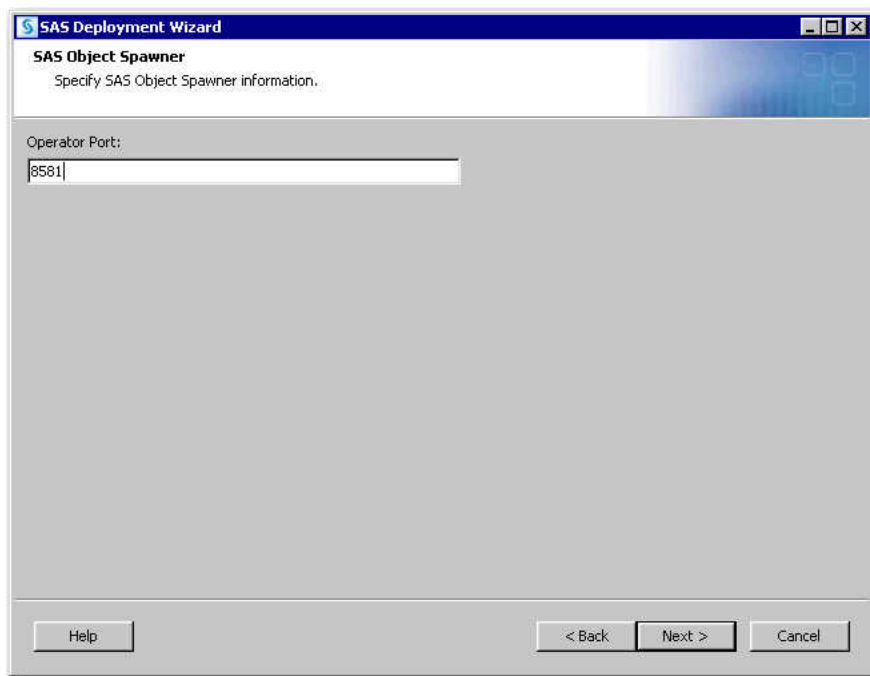 SAS Deployment Wizard
SAS Object Spawner
Specify SAS Object Spawner information.
Operator Port:
8581
Help
< Back
Next >
Cancel